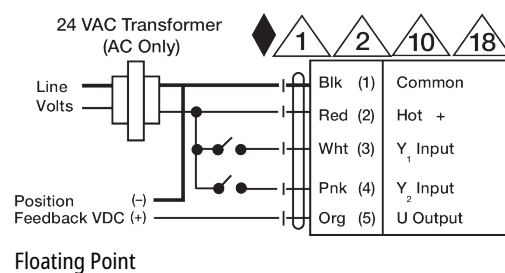 24 VAC Transformer
(AC Only)
1 2 10 18
Line
Volts
Blk (1) Common
Red (2) Hot +
Wht (3) Y1 Input
Pnk (4) Y2 Input
Org (5) U Output
Position (-)
Feedback VDC (+)
Floating Point